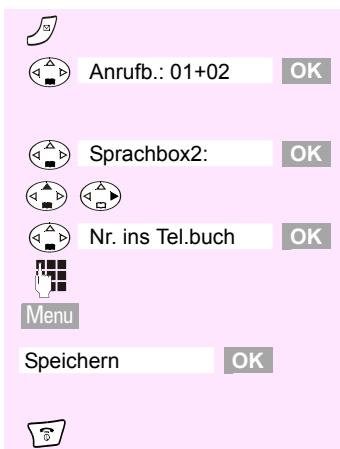 Anrufb.: 01+02 OK
Sprachbox2: OK
Nr. ins Tel.buch OK
Menu
Speichern OK